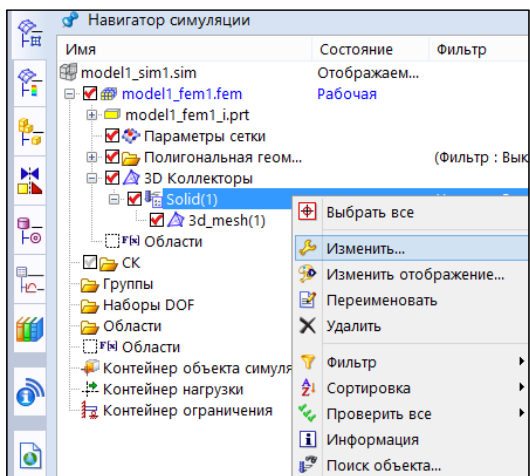 Навигатор симуляции
Имя Состояние Фильтр
model1_sim1.sim Отображаем...
model1_fem1.fem Рабочая
model1_fem1_i.prt
Параметры сетки
Полигональная геом... (Фильтр : Вык
3D Коллекторы
Solid(1)
3d_mesh(1)
Области
СК
Группы
Наборы DOF
Области
Области
Контейнер объекта симуля
Контейнер нагрузки
Контейнер ограничения
Выбрать все
Изменить...
Изменить отображение...
Переименовать
Удалить
Фильтр
Сортировка
Проверить все
Информация
Поиск объекта...